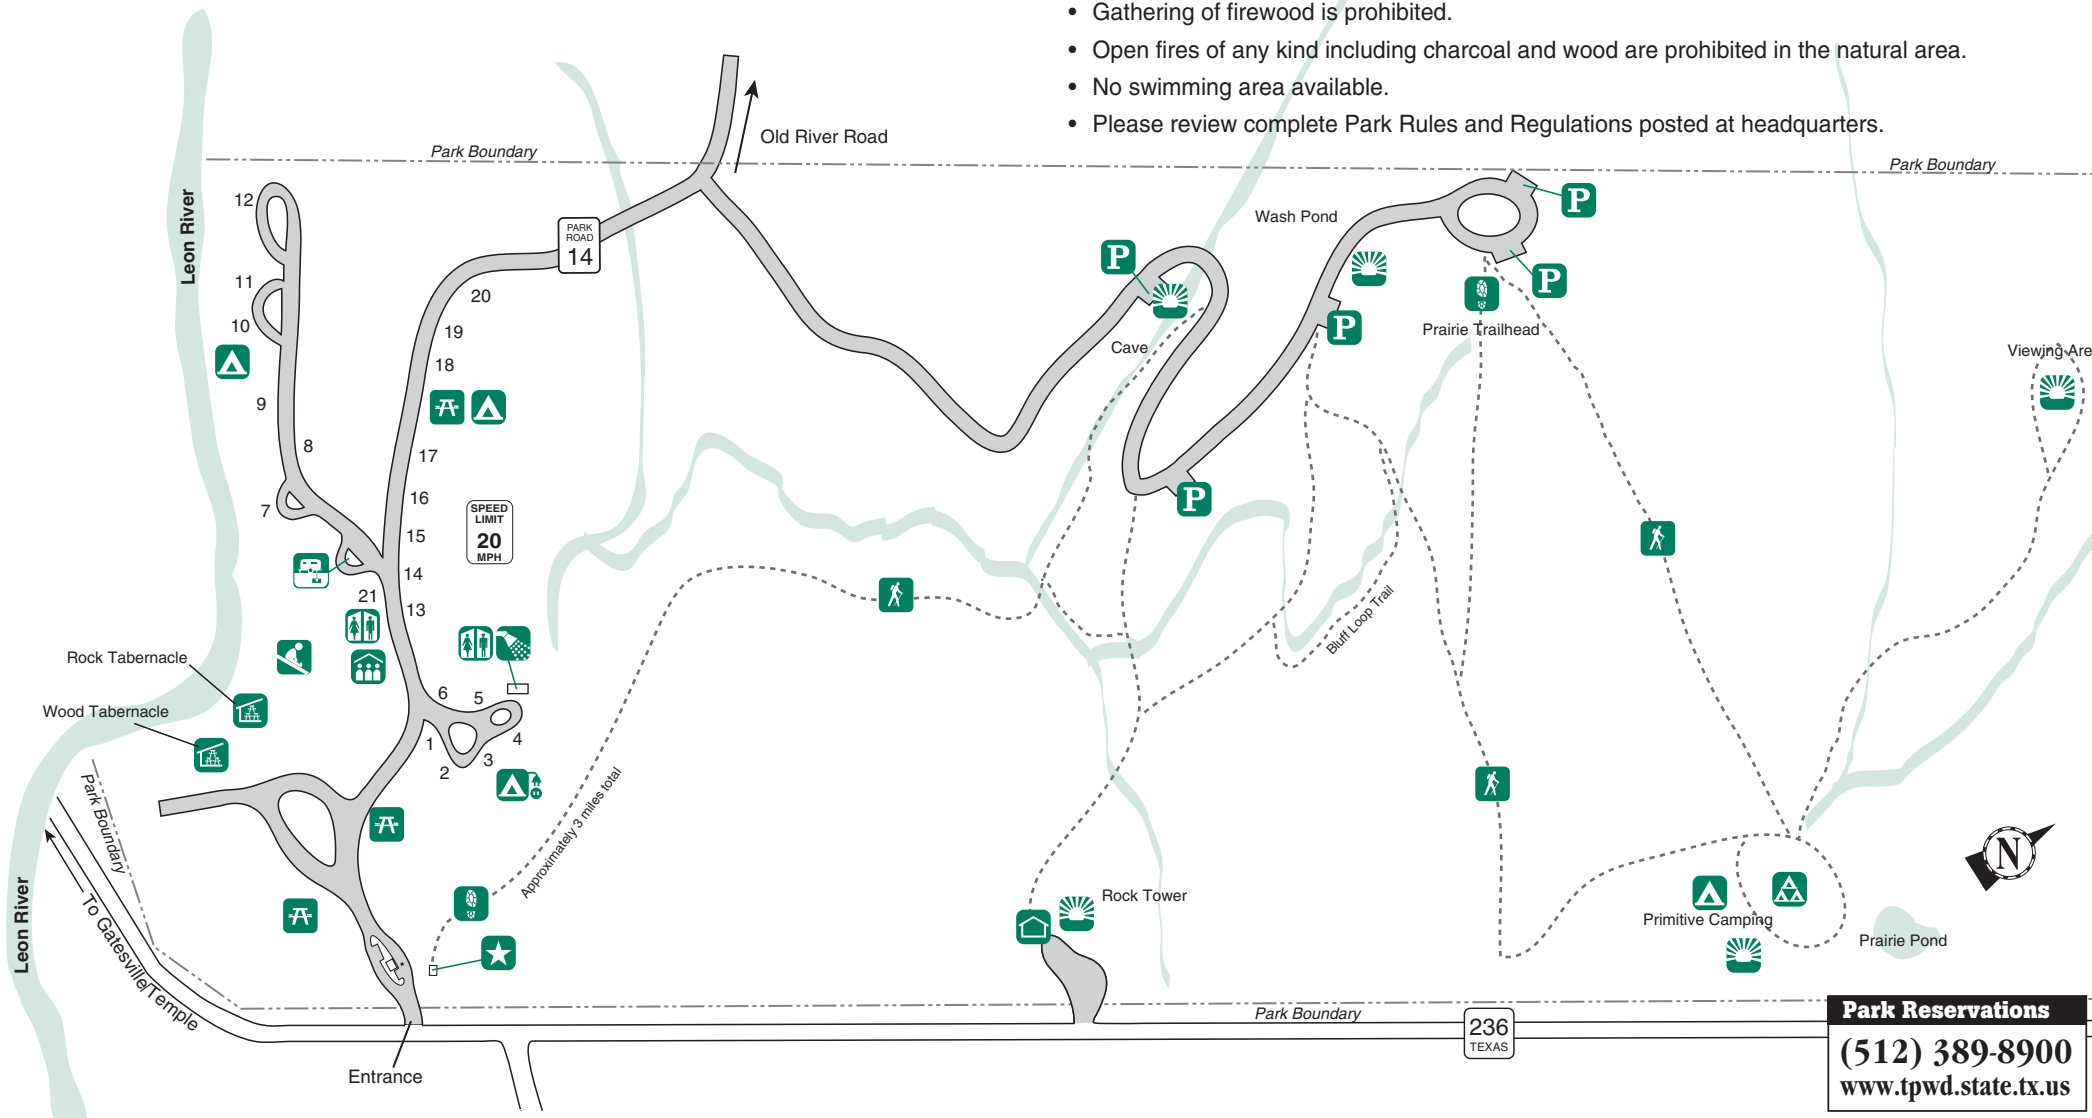 • Gathering of firewood is prohibited.
• Open fires of any kind including charcoal and wood are prohibited in the natural area.
• No swimming area available.
• Please review complete Park Rules and Regulations posted at headquarters.
Old River Road
Park Boundary
Park Boundary
Leon River
12
11
10
9
8
7
PARK
ROAD
14
20
19
18
17
16
15
14
13
21
SPEED
LIMIT
20
MPH
Wash Pond
P
P
P
P
P
Cave
Prairie Trailhead
Viewing Are
Bluff Loop Trail
Rock Tabernacle
Wood Tabernacle
6
5
4
3
2
1
Approximately 3 miles total
Park Boundary
Leon River
To Gatesville/Temple
Entrance
Rock Tower
Primitive Camping
Prairie Pond
N
Park Boundary
236
TEXAS
Park Reservations
(512) 389-8900
www.tpwd.state.tx.us